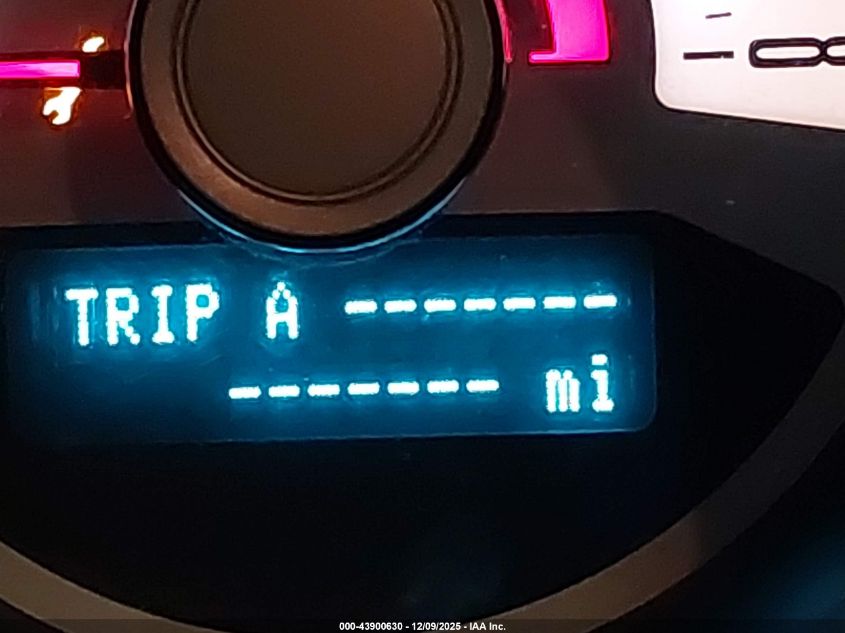 TRIP A -------
------- mi
000-43900630 - 12/09/2025 - IAA Inc.